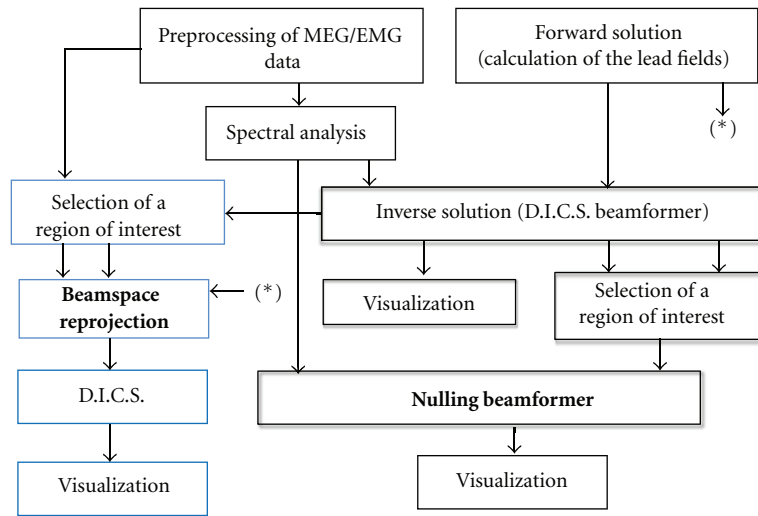 Preprocessing of MEG/EMG
data
Forward solution
(calculation of the lead fields)
(*)
Spectral analysis
Selection of a
region of interest
Inverse solution (D.I.C.S. beamformer)
Beamspace
reprojection
(*)
Visualization
Selection of a
region of interest
D.I.C.S.
Nulling beamformer
Visualization
Visualization